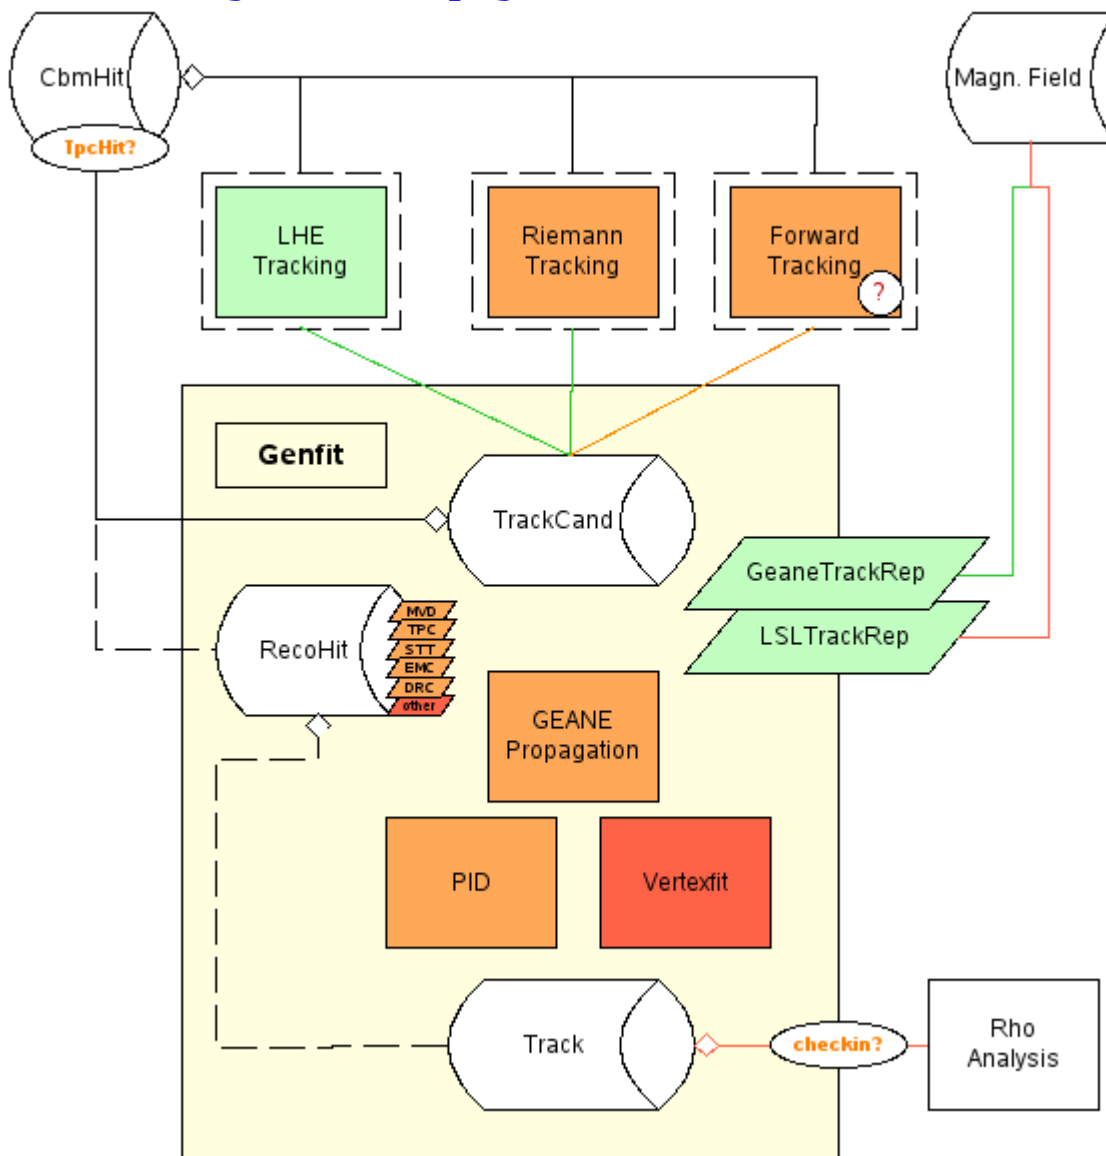 CbmHit
TpcHit?
Magn. Field
LHE
Tracking
Riemann
Tracking
Forward
Tracking
?
Genfit
TrackCand
GeaneTrackRep
LSLTrackRep
RecoHit
MVD
TPC
STT
EMC
DRC
other
GEANE
Propagation
PID
Vertexfit
Track
checkin?
Rho
Analysis